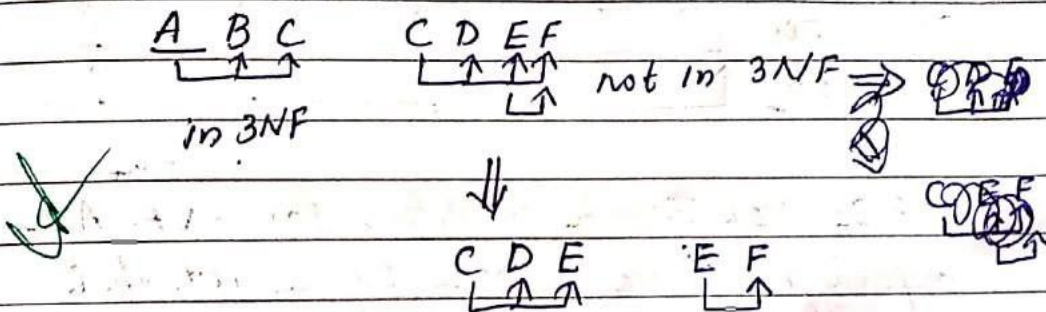 A B C C D E F
not in 3NF ⇒
in 3NF
⇓
C D E E F